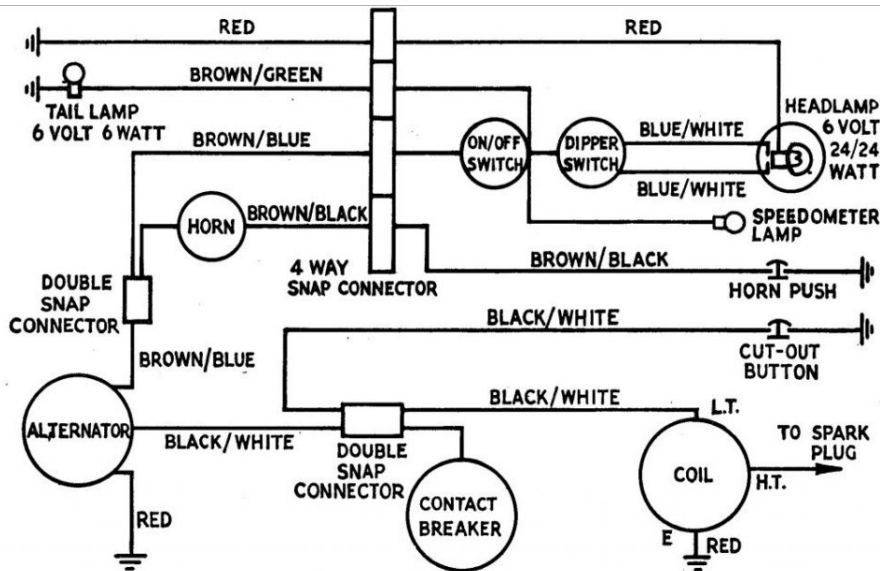 RED
RED
BROWN/GREEN
TAIL LAMP
6 VOLT 6 WATT
HEADLAMP
6 VOLT
24/24
WATT
BROWN/BLUE
ON/OFF
SWITCH
DIPPER
SWITCH
BLUE/WHITE
BLUE/WHITE
HORN
BROWN/BLACK
SPEEDOMETER
LAMP
4 WAY
SNAP CONNECTOR
BROWN/BLACK
HORN PUSH
DOUBLE
SNAP
CONNECTOR
BLACK/WHITE
CUT-OUT
BUTTON
BROWN/BLUE
BLACK/WHITE
L.T.
ALTERNATOR
BLACK/WHITE
DOUBLE
SNAP
CONNECTOR
TO SPARK
PLUG
COIL
H.T.
CONTACT
BREAKER
RED
E
RED